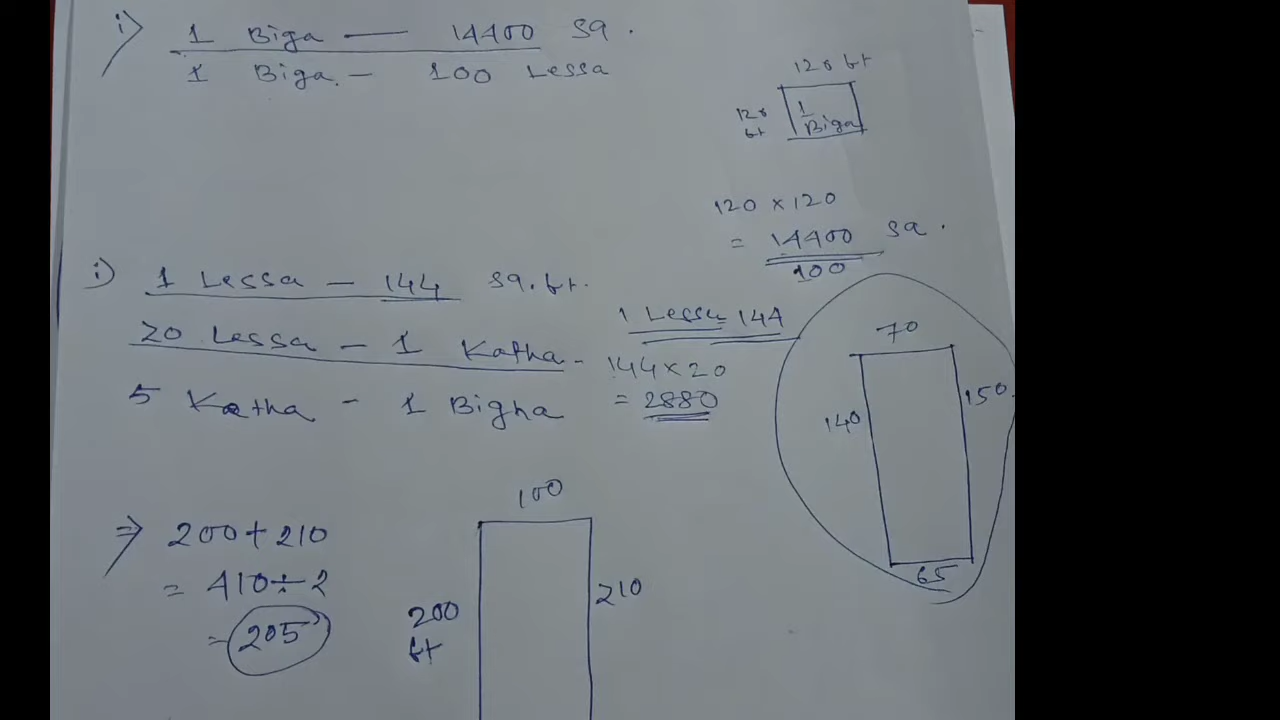 i) 1 Biga — 14400 sq.
1 Biga. - 100 Lessa
120 ft
120 ft
1 Biga
120 x 120
= 14400 sq.
100
i) 1 Lessa - 144 sq.ft.
20 Lessa - 1 Katha -
5 Katha - 1 Bigha
1 Lessa 144
144 x 20
= 2880
70
140
150
65
⇒ 200+210
= 410÷2
= 205
100
200 ft
210